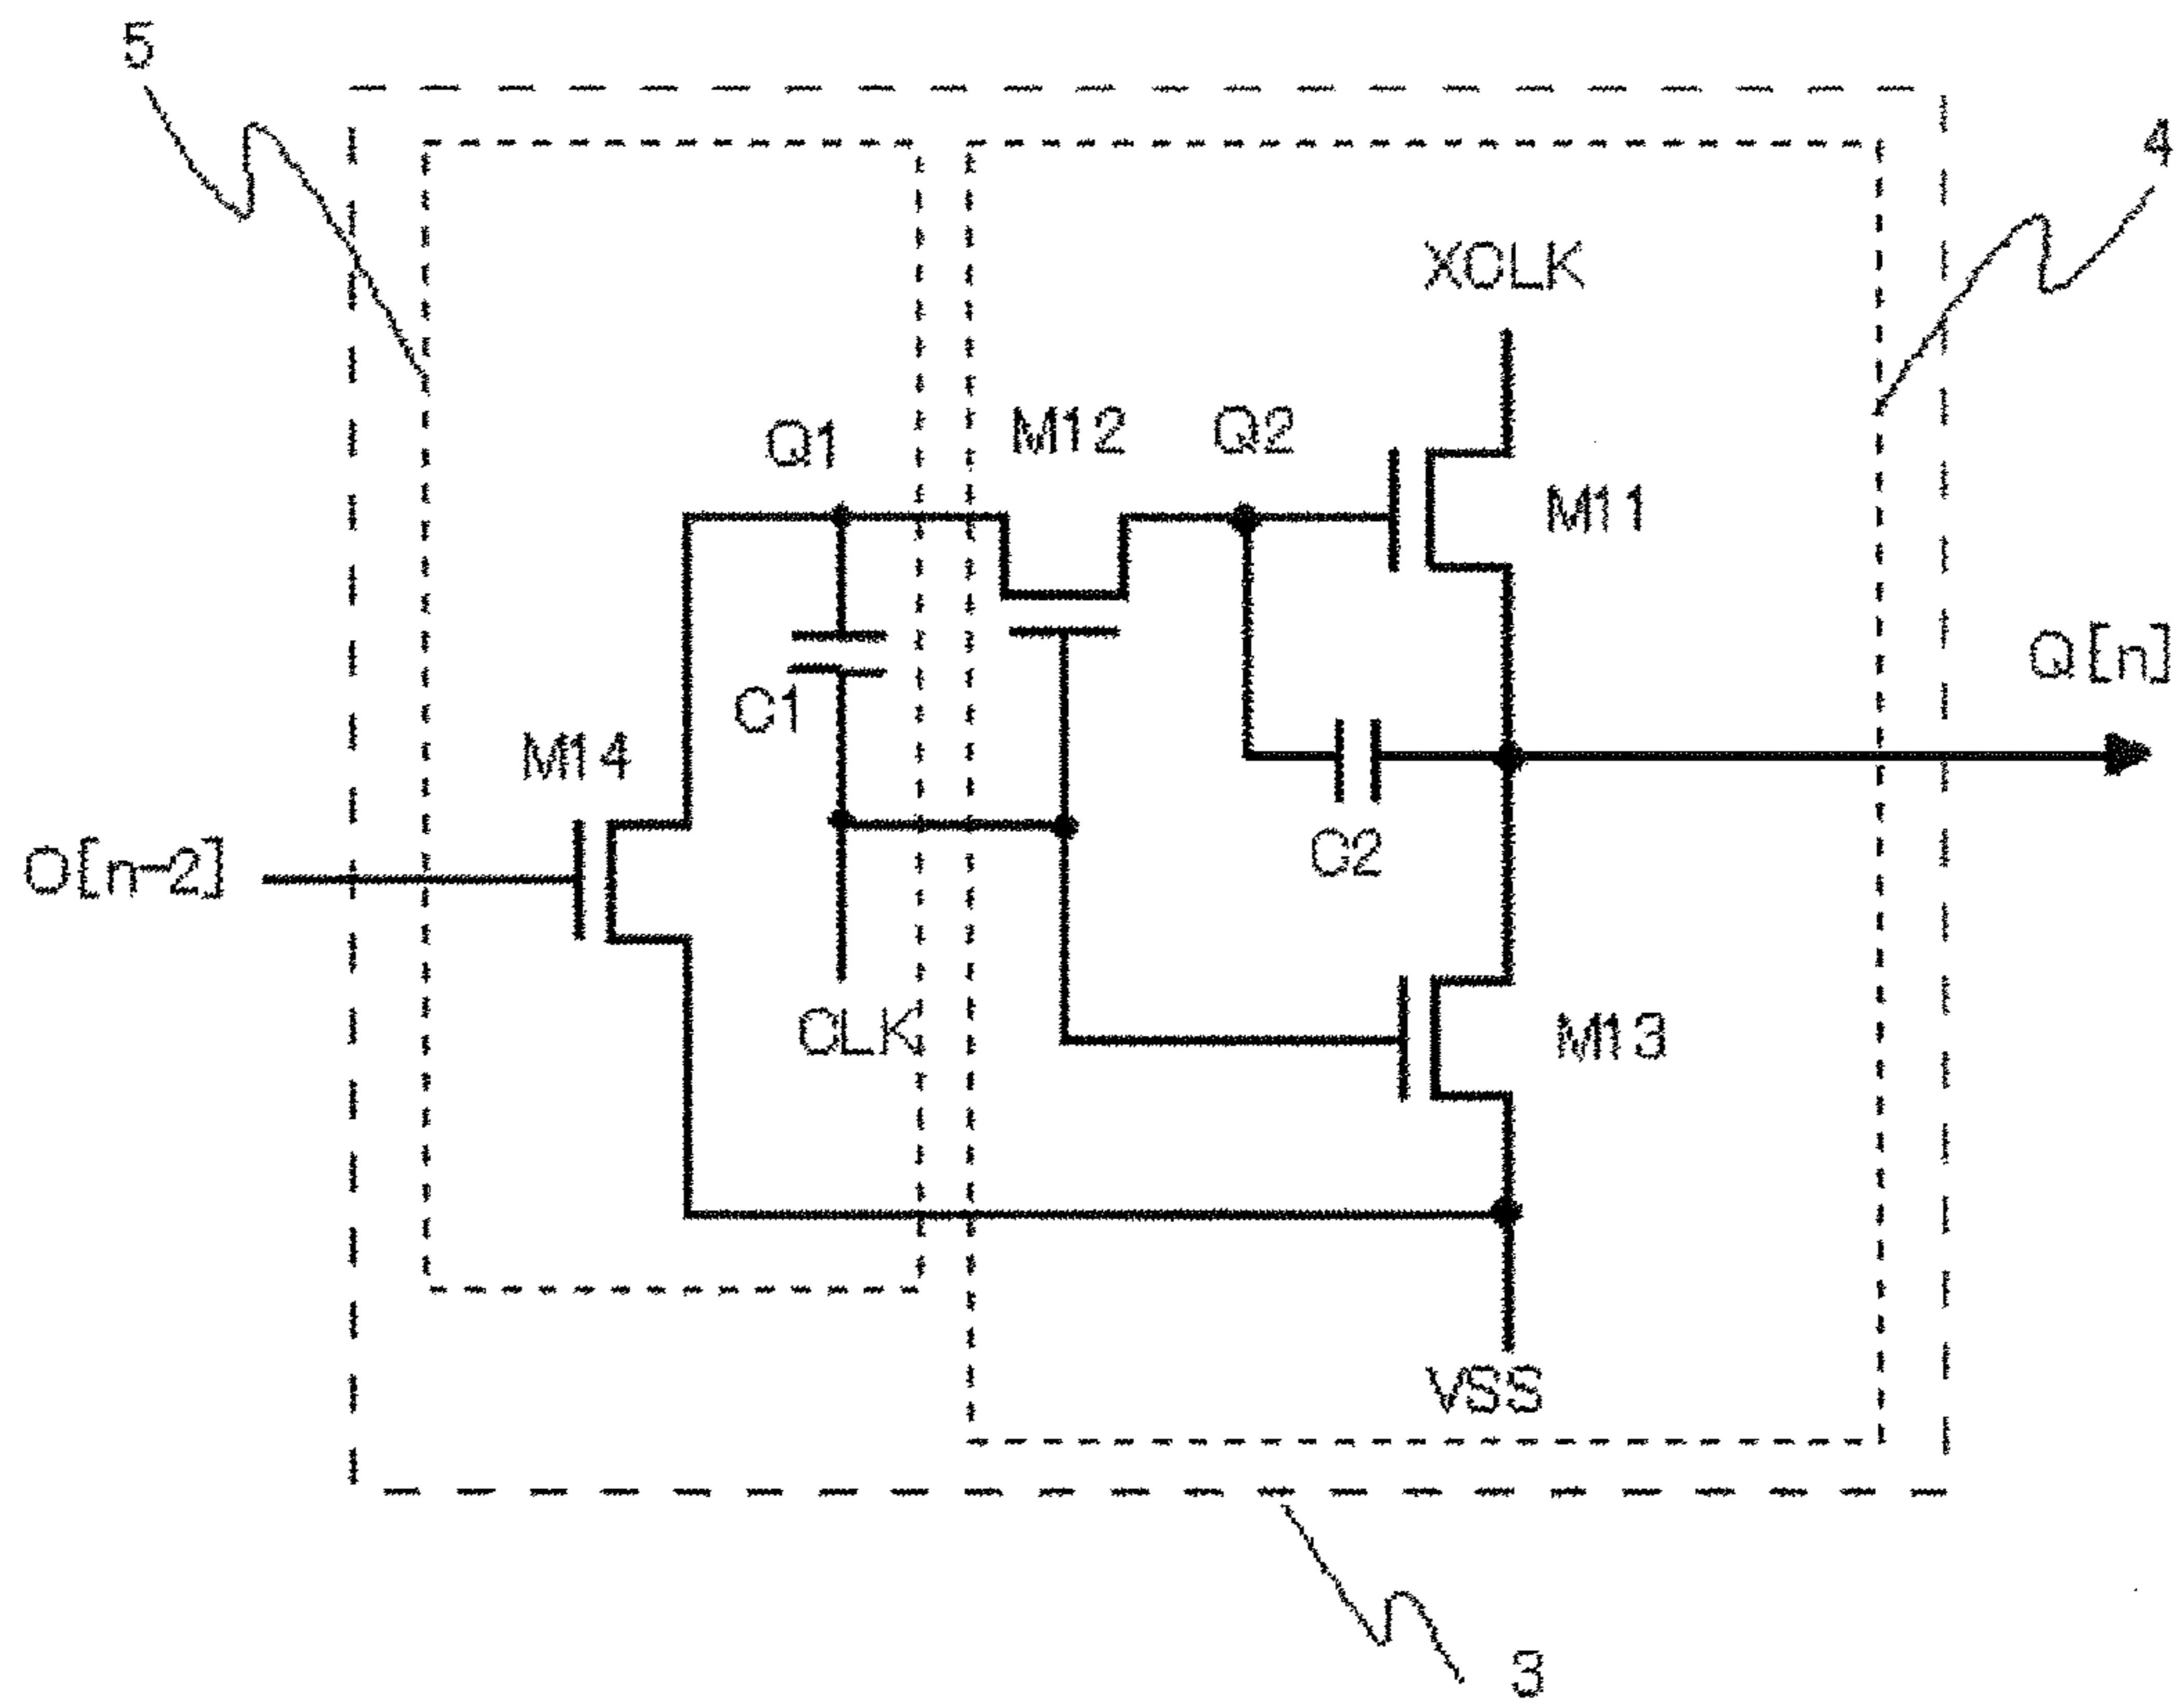 5
4
XCLK
Q1
M12
Q2
M11
Q[n]
C1
M14
C2
O[n-2]
CLK
M13
VSS
3